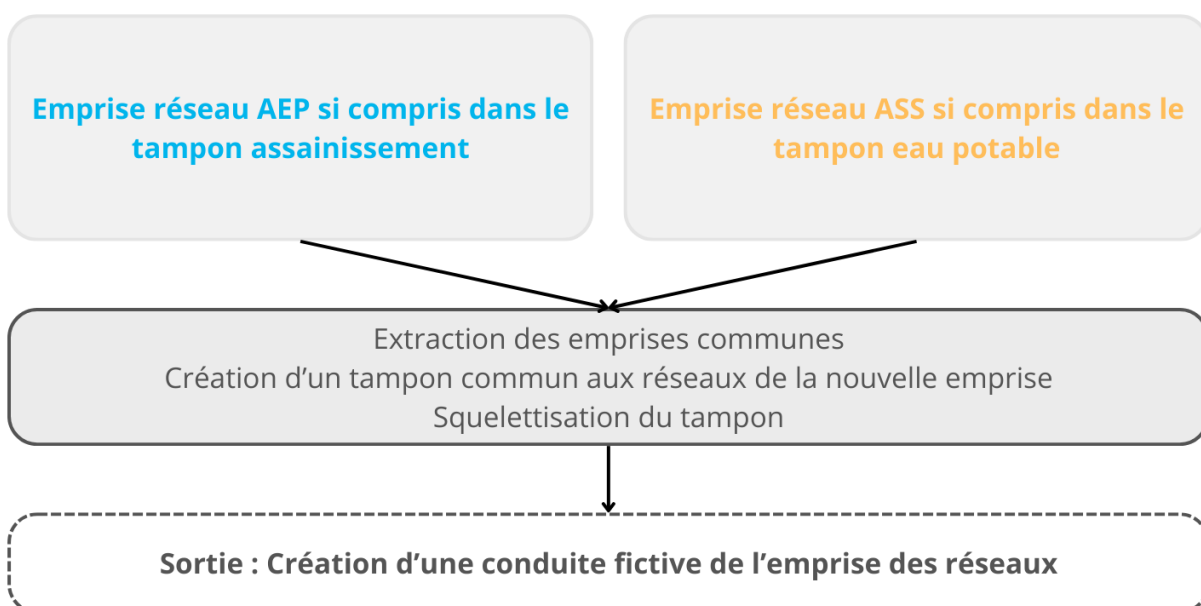 Emprise réseau AEP si compris dans le
tampon assainissement
Emprise réseau ASS si compris dans le
tampon eau potable
Extraction des emprises communes
Création d’un tampon commun aux réseaux de la nouvelle emprise
Squelettisation du tampon
Sortie : Création d’une conduite fictive de l’emprise des réseaux